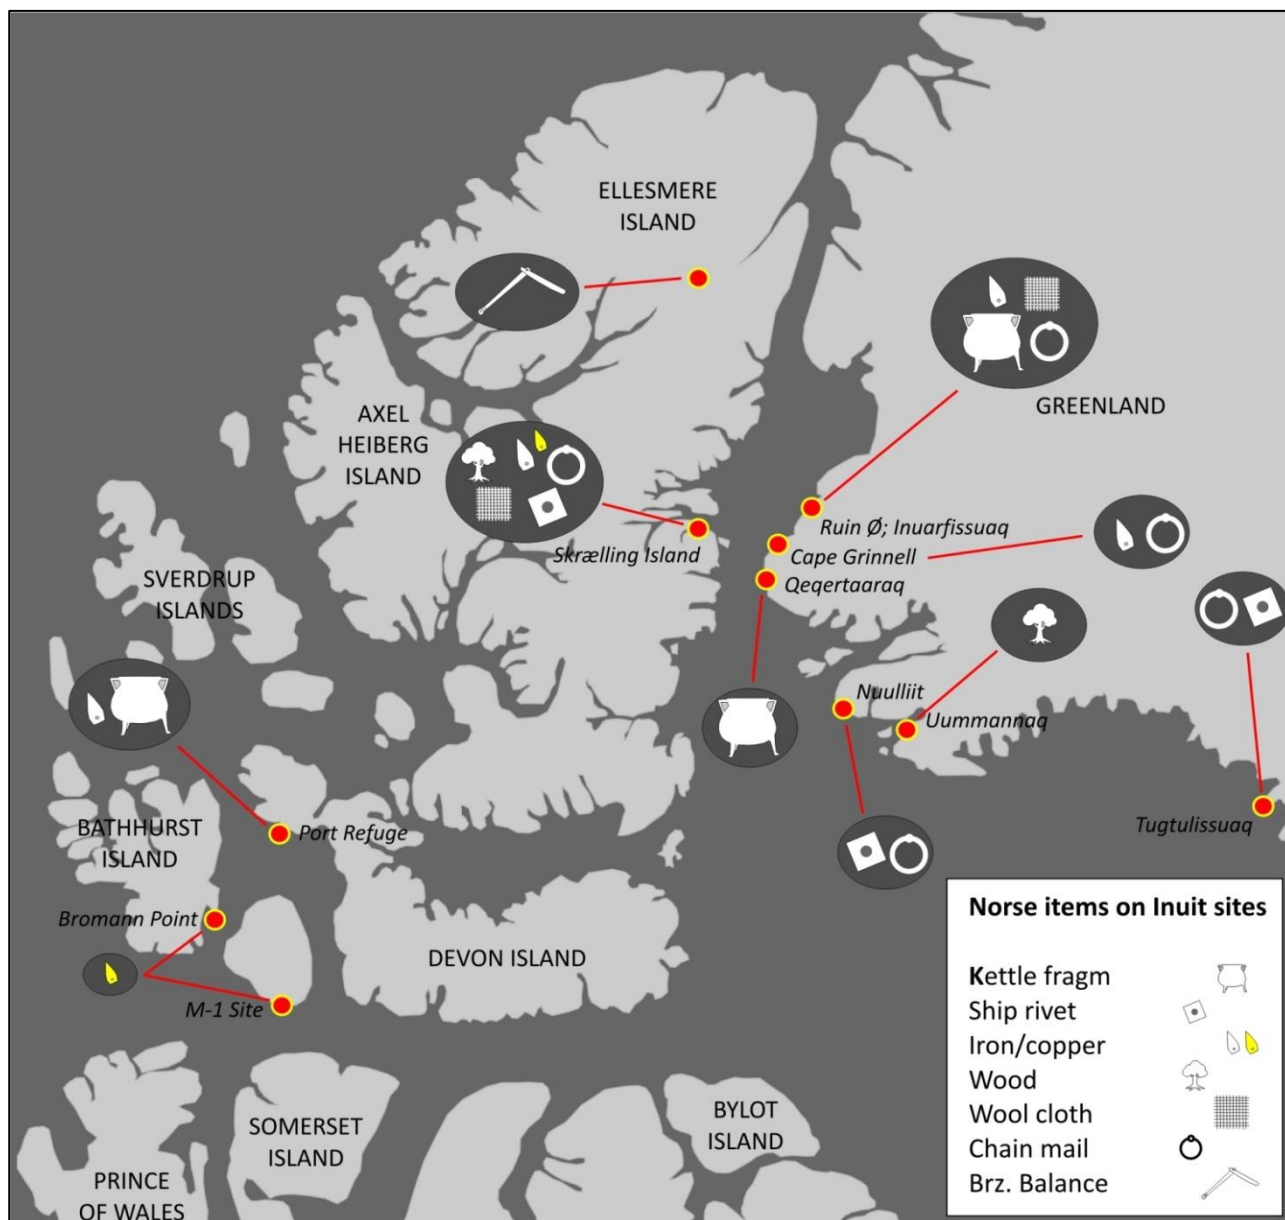 ELLESMERE
ISLAND
AXEL
HEIBERG
ISLAND
GREENLAND
Ruin Ø; Inuarfissuaq
Cape Grinnell
Qeqertaaraq
Skrælling Island
SVERDRUP
ISLANDS
Nuulliit
Uummannaq
Tugtulissuaq
BATHHURST
ISLAND
Port Refuge
Bromann Point
DEVON ISLAND
M-1 Site
SOMERSET
ISLAND
BYLOT
ISLAND
PRINCE
OF WALES
Norse items on Inuit sites
Kettle fragm
Ship rivet
Iron/copper
Wood
Wool cloth
Chain mail
Brz. Balance